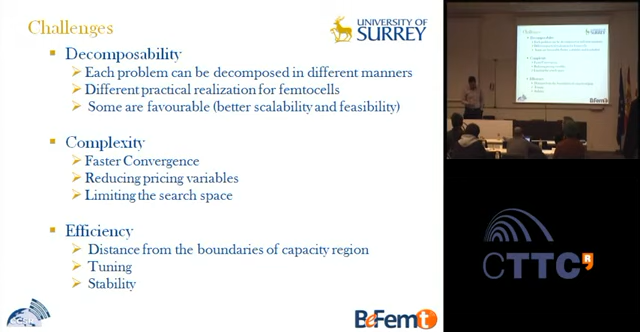 Challenges
UNIVERSITY OF
SURREY
Decomposability
Each problem can be decomposed in different manners
Different practical realization for femtocells
Some are favourable (better scalability and feasibility)
Complexity
Faster Convergence
Reducing pricing variables
Limiting the search space
Efficiency
Distance from the boundaries of capacity region
Tuning
Stability
BeFemt
CTTC